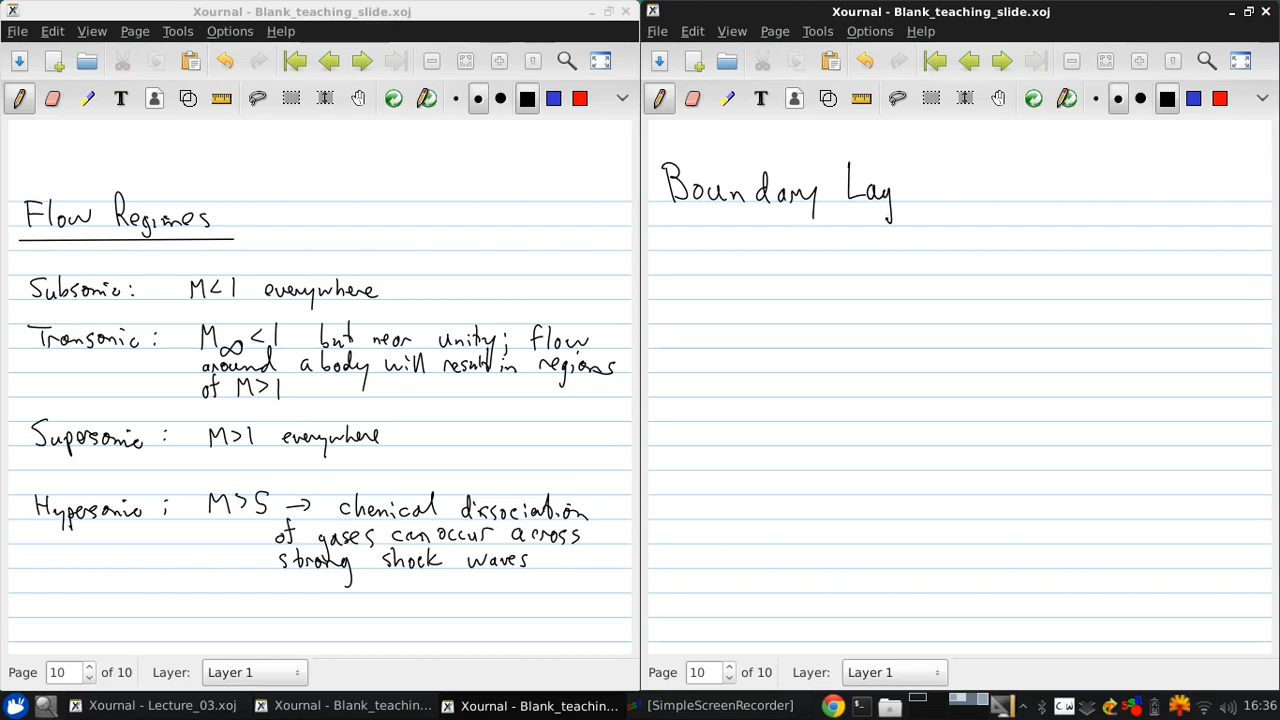 Xournal - Blank_teaching_slide.xoj
File Edit View Page Tools Options Help
Flow Regimes
Subsonic: M<1 everywhere
Transonic: M∞<1 but near unity; flow
around a body will result in regions
of M>1
Supersonic: M>1 everywhere
Hypersonic: M>5 → chemical dissociation
of gases can occur across
strong shock waves
Page 10 of 10 Layer: Layer 1
Xournal - Blank_teaching_slide.xoj
File Edit View Page Tools Options Help
Boundary Lay
Page 10 of 10 Layer: Layer 1
Xournal - Lecture_03.xoj Xournal - Blank_teachin... Xournal - Blank_teachin... [SimpleScreenRecorder] 16:36